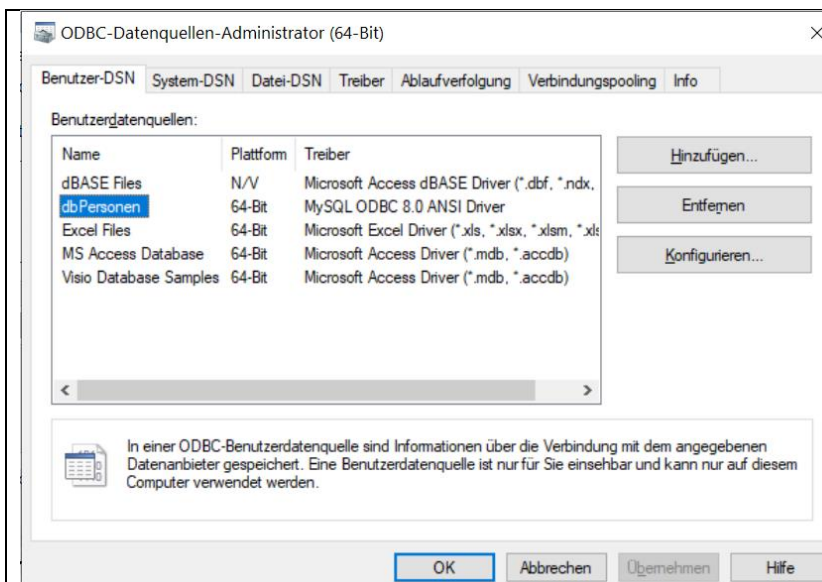 ODBC-Datenquellen-Administrator (64-Bit)
Benutzer-DSN System-DSN Datei-DSN Treiber Ablaufverfolgung Verbindungspooling Info
Benutzerdatenquellen:
Name Plattform Treiber
dBASE Files N/V Microsoft Access dBASE Driver (*.dbf, *.ndx,
dbPersonen 64-Bit MySQL ODBC 8.0 ANSI Driver
Excel Files 64-Bit Microsoft Excel Driver (*.xls, *.xlsx, *.xlsm, *.xls
MS Access Database 64-Bit Microsoft Access Driver (*.mdb, *.accdb)
Visio Database Samples 64-Bit Microsoft Access Driver (*.mdb, *.accdb)
Hinzufügen...
Entfernen
Konfigurieren...
In einer ODBC-Benutzerdatenquelle sind Informationen über die Verbindung mit dem angegebenen
Datenanbieter gespeichert. Eine Benutzerdatenquelle ist nur für Sie einsehbar und kann nur auf diesem
Computer verwendet werden.
OK Abbrechen Übernehmen Hilfe